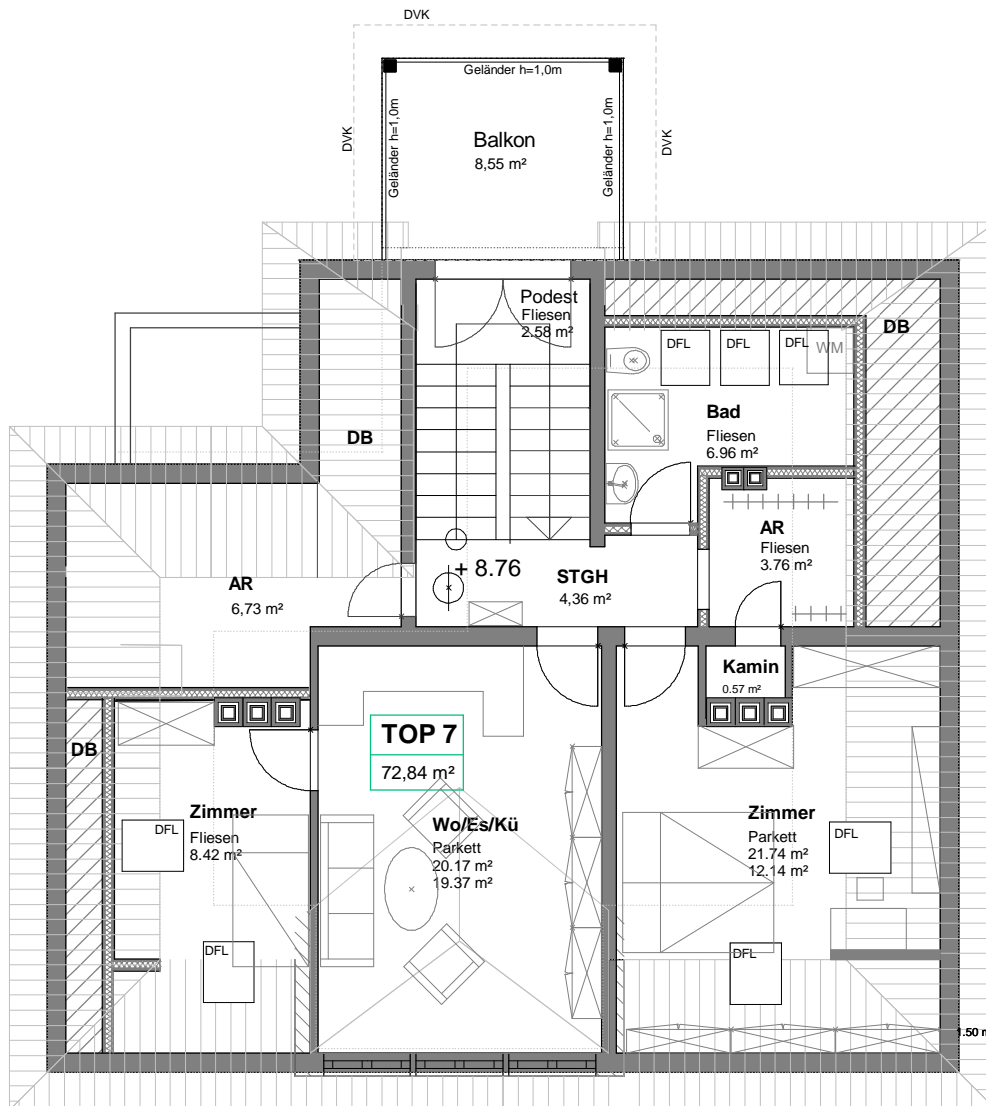 DVK
Geländer h=1,0m
Geländer h=1,0m
Geländer h=1,0m
DVK
DVK
Balkon
8,55 m²
Podest
Fliesen
2.58 m²
DB
DFL
DFL
DFL
WM
Bad
Fliesen
6.96 m²
DB
AR
Fliesen
3.76 m²
+ 8.76
STGH
4,36 m²
AR
6,73 m²
Kamin
0.57 m²
TOP 7
72,84 m²
DB
Zimmer
Fliesen
8.42 m²
DFL
DFL
Wo/Es/Kü
Parkett
20.17 m²
19.37 m²
Zimmer
Parkett
21.74 m²
12.14 m²
DFL
DFL
1.50 m